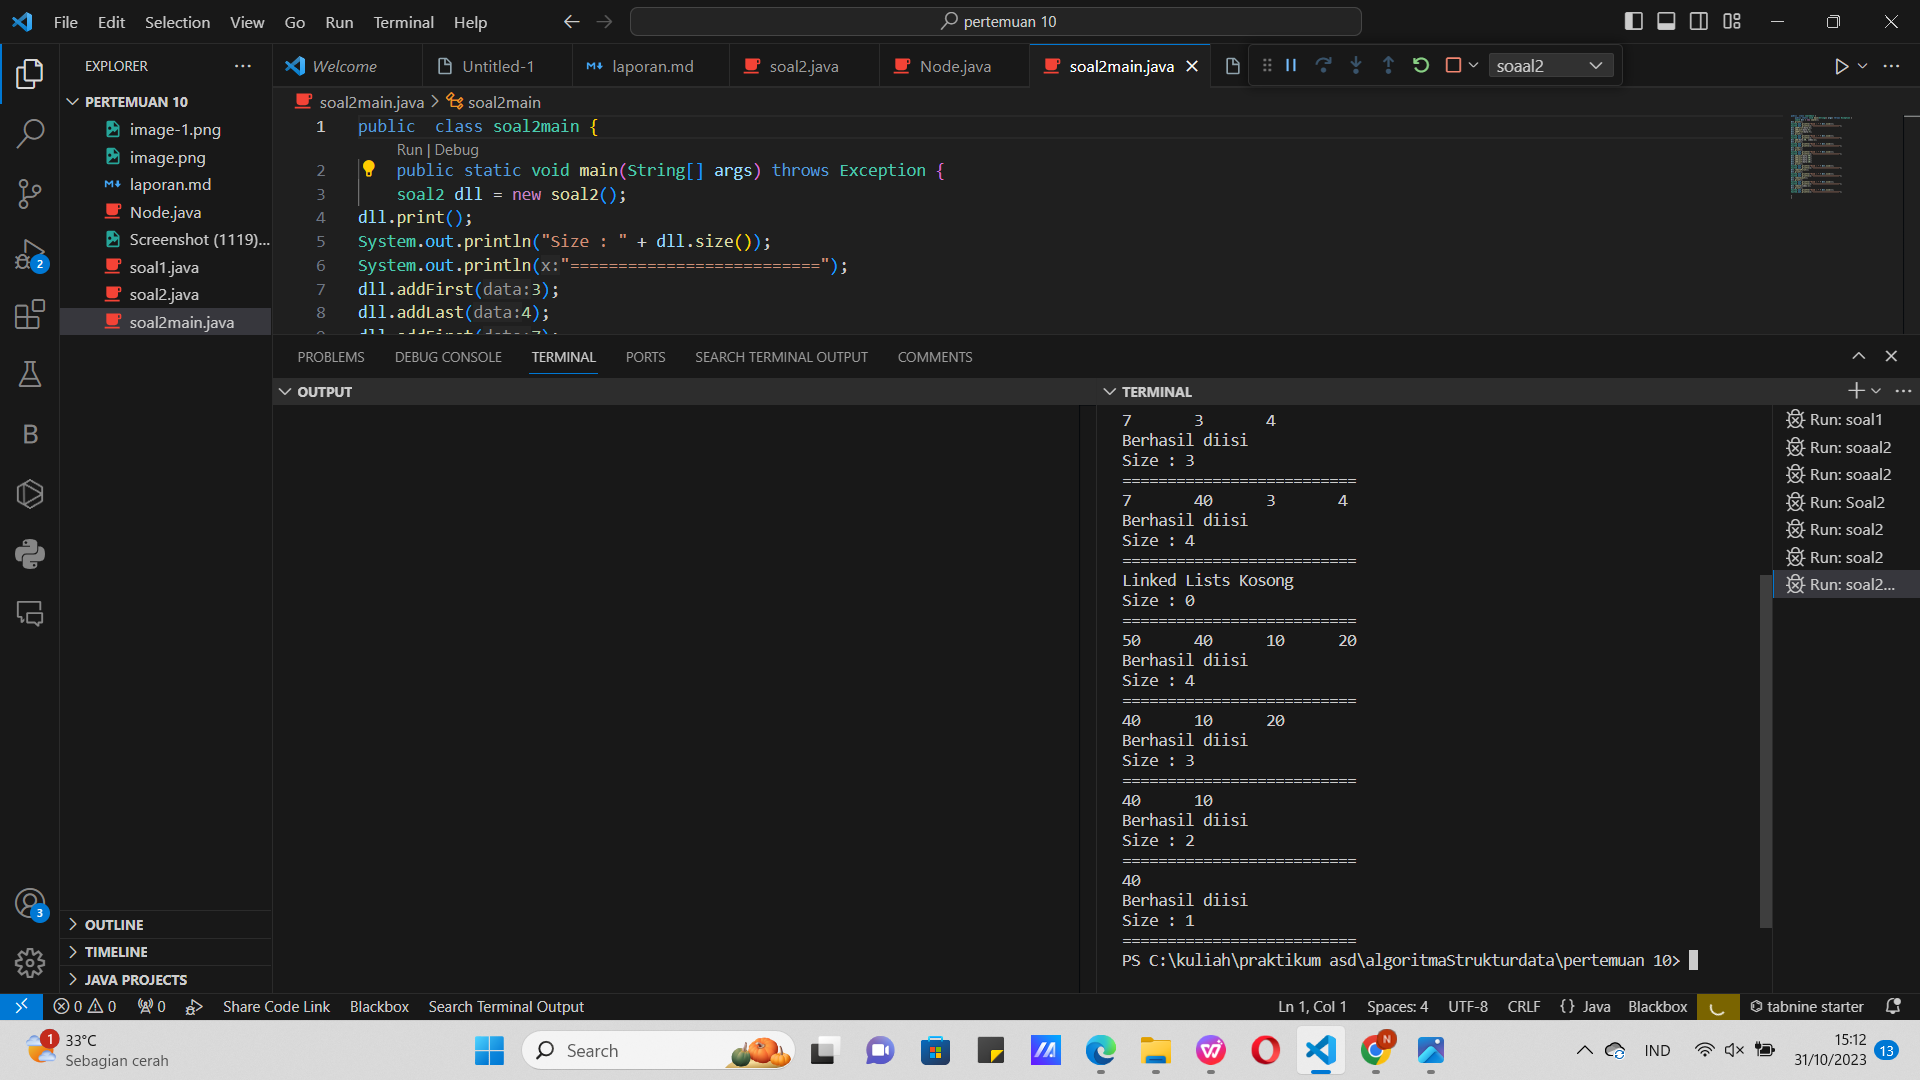 File Edit Selection View Go Run Terminal Help
pertemuan 10
EXPLORER
Welcome
Untitled-1
laporan.md
soal2.java
Node.java
soal2main.java
soaal2
PERTEMUAN 10
image-1.png
image.png
laporan.md
Node.java
Screenshot (1119)...
soal1.java
soal2.java
soal2main.java
soal2main.java > soal2main
1 public  class soal2main {
Run | Debug
2 public static void main(String[] args) throws Exception {
3 soal2 dll = new soal2();
4 dll.print();
5 System.out.println("Size : " + dll.size());
6 System.out.println(x:"==========================");
7 dll.addFirst(data:3);
8 dll.addLast(data:4);
PROBLEMS DEBUG CONSOLE TERMINAL PORTS SEARCH TERMINAL OUTPUT COMMENTS
OUTPUT
TERMINAL
7 3 4
Berhasil diisi
Size : 3
==========================
7 40 3 4
Berhasil diisi
Size : 4
==========================
Linked Lists Kosong
Size : 0
==========================
50 40 10 20
Berhasil diisi
Size : 4
==========================
40 10 20
Berhasil diisi
Size : 3
==========================
40 10
Berhasil diisi
Size : 2
==========================
40
Berhasil diisi
Size : 1
==========================
PS C:\kuliah\praktikum asd\algoritmaStrukturdata\pertemuan 10>
Run: soal1
Run: soaal2
Run: soaal2
Run: Soal2
Run: soal2
Run: soal2
Run: soal2...
2
B
3
OUTLINE
TIMELINE
JAVA PROJECTS
0 0 0 Share Code Link Blackbox Search Terminal Output
Ln 1, Col 1 Spaces: 4 UTF-8 CRLF {} Java Blackbox tabnine starter
1
33°C
Sebagian cerah
Search
N
IND
15:12
31/10/2023
13